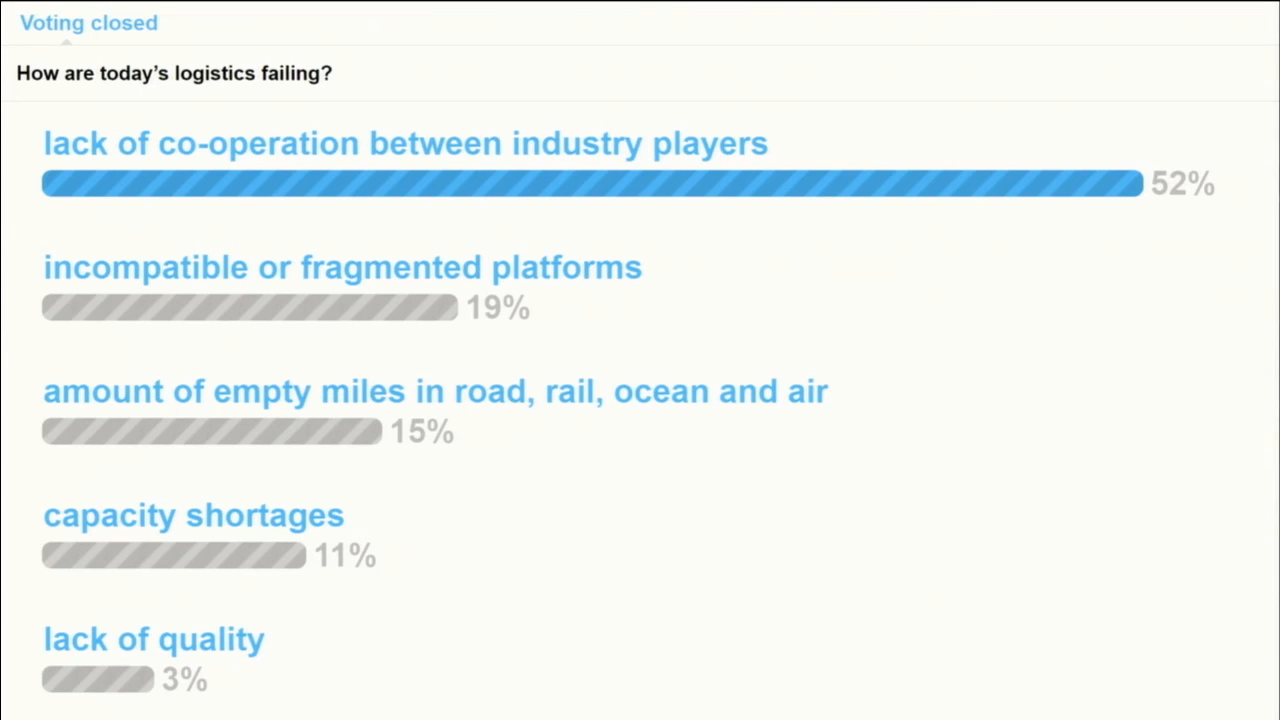 Voting closed
How are today’s logistics failing?
lack of co-operation between industry players
52%
incompatible or fragmented platforms
19%
amount of empty miles in road, rail, ocean and air
15%
capacity shortages
11%
lack of quality
3%